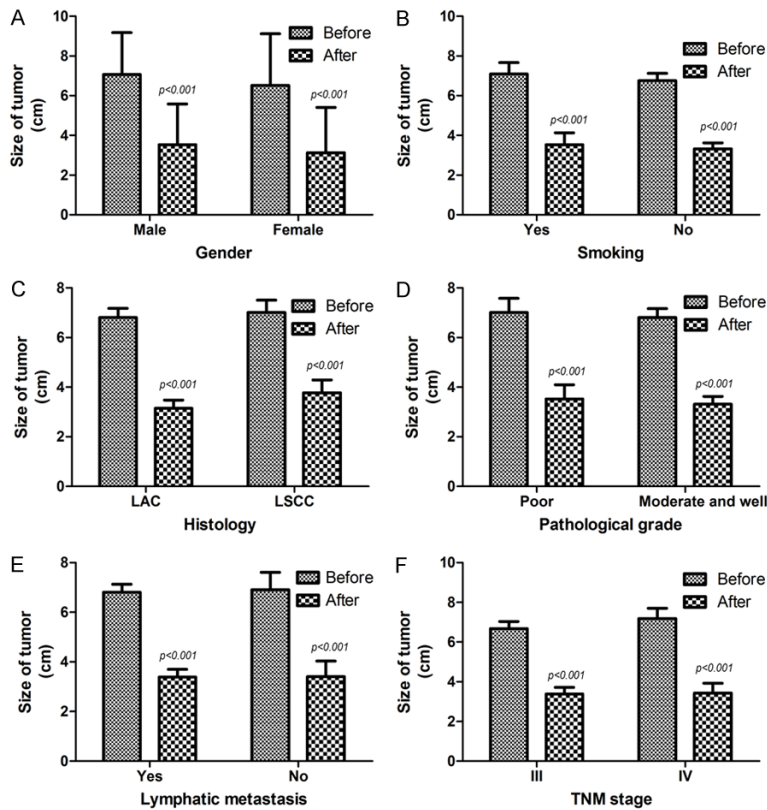 A
Size of tumor
(cm)
10
8
6
4
2
0
Before
After
p<0.001
p<0.001
Male
Female
Gender
B
Size of tumor
(cm)
10
8
6
4
2
0
Before
After
p<0.001
p<0.001
Yes
No
Smoking
C
Size of tumor
(cm)
8
6
4
2
0
Before
After
p<0.001
p<0.001
LAC
LSCC
Histology
D
Size of tumor
(cm)
8
6
4
2
0
Before
After
p<0.001
p<0.001
Poor
Moderate and well
Pathological grade
E
Size of tumor
(cm)
8
6
4
2
0
Before
After
p<0.001
p<0.001
Yes
No
Lymphatic metastasis
F
Size of tumor
(cm)
10
8
6
4
2
0
Before
After
p<0.001
p<0.001
III
IV
TNM stage